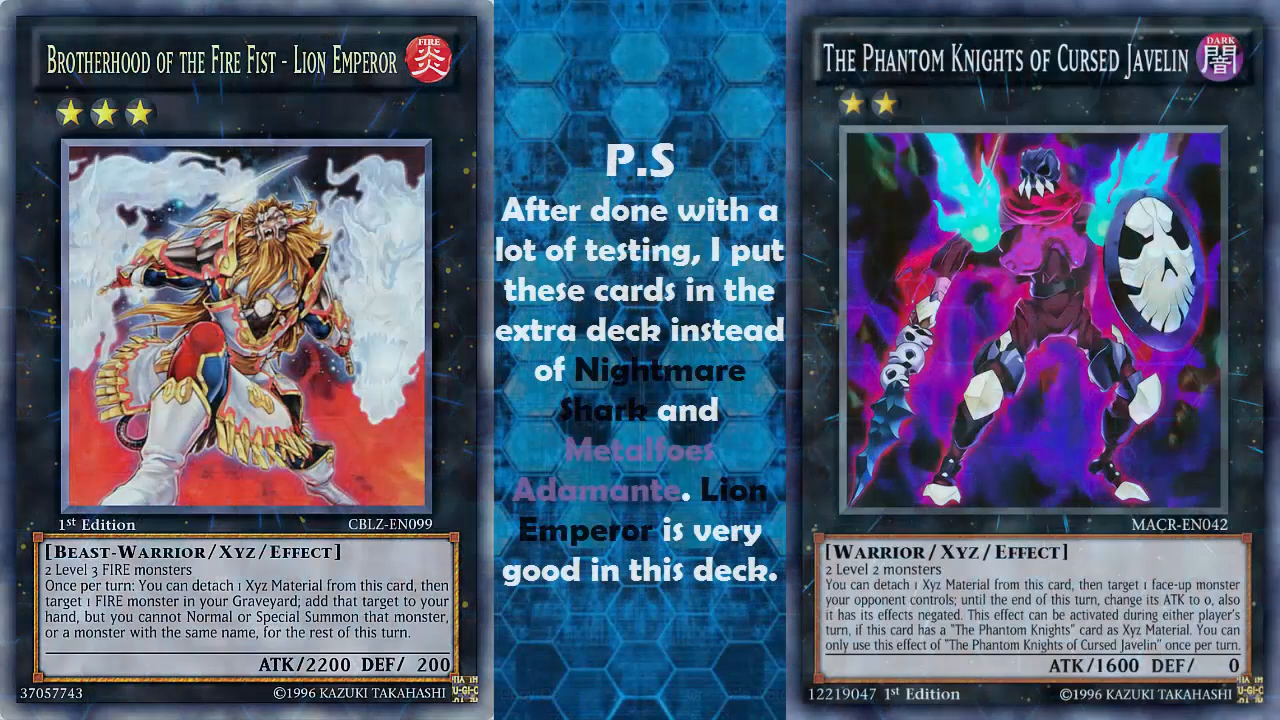 BROTHERHOOD OF THE FIRE FIST - LION EMPEROR
FIRE
炎
1st Edition
CBLZ-EN099
[BEAST-WARRIOR/XYZ/EFFECT]
2 Level 3 FIRE monsters
Once per turn: You can detach 1 Xyz Material from this card, then
target 1 FIRE monster in your Graveyard; add that target to your
hand, but you cannot Normal or Special Summon that monster,
or a monster with the same name, for the rest of this turn.
ATK/2200 DEF/ 200
37057743
©1996 KAZUKI TAKAHASHI
P.S
After done with a
lot of testing, I put
these cards in the
extra deck instead
of Nightmare
Shark and
Metalfoes
Adamante. Lion
Emperor is very
good in this deck.
THE PHANTOM KNIGHTS OF CURSED JAVELIN
DARK
闇
MACR-EN042
[WARRIOR/XYZ/EFFECT]
2 Level 2 monsters
You can detach 1 Xyz Material from this card, then target 1 face-up monster
your opponent controls; until the end of this turn, change its ATK to 0, also
it has its effects negated. This effect can be activated during either player's
turn, if this card has a "The Phantom Knights" card as Xyz Material. You can
only use this effect of "The Phantom Knights of Cursed Javelin" once per turn.
ATK/1600 DEF/ 0
12219047 1st Edition
©1996 KAZUKI TAKAHASHI